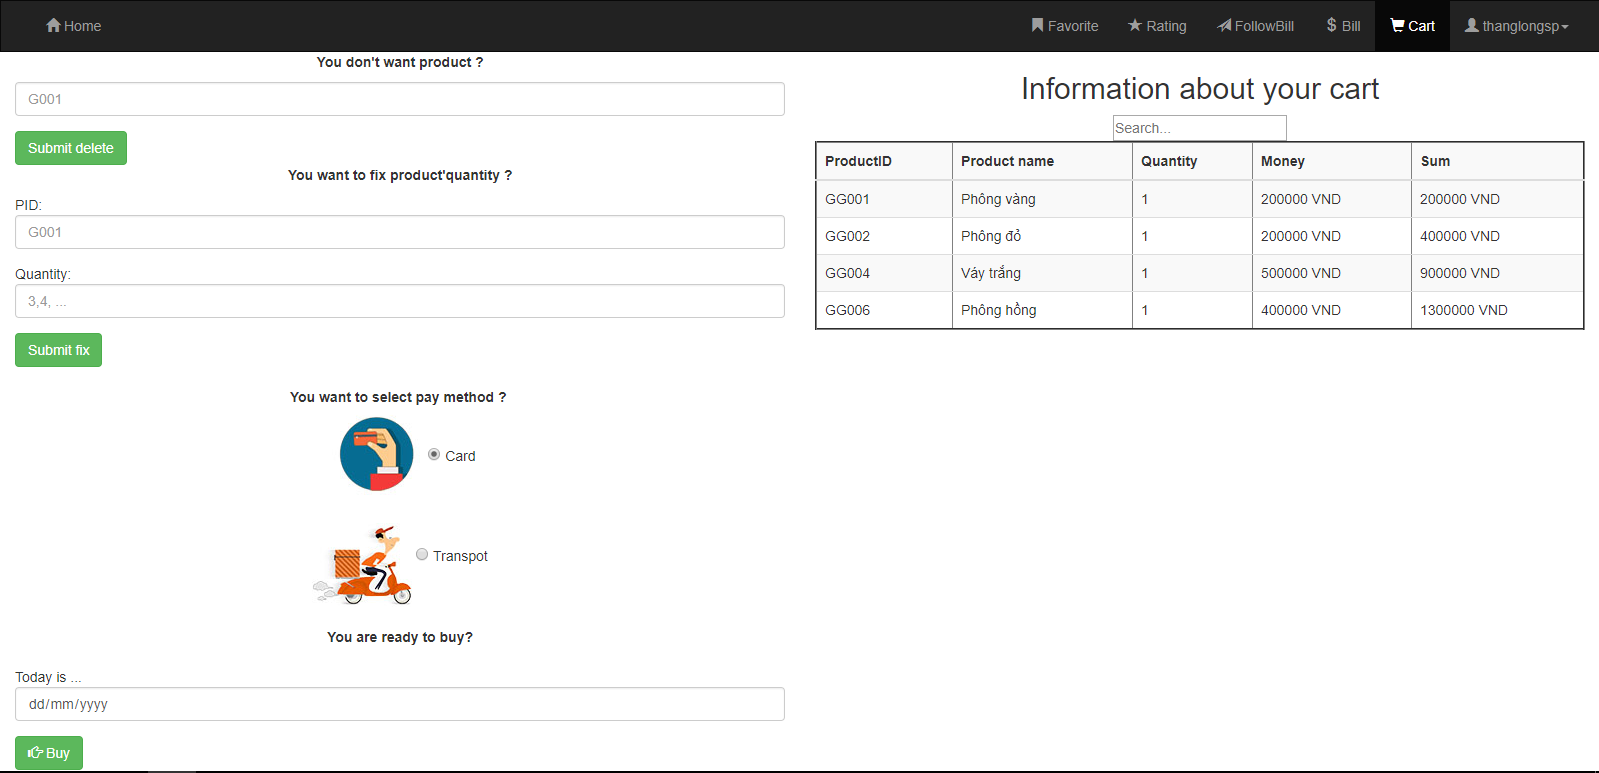 Home Favorite Rating FollowBill Bill Cart thanglongsp
You don't want product ?
G001
Submit delete
You want to fix product'quantity ?
PID:
G001
Quantity:
3,4, ...
Submit fix
You want to select pay method ?
Card
Transpot
You are ready to buy?
Today is ...
dd/mm/yyyy
Buy
Information about your cart
Search...
ProductID Product name Quantity Money Sum
GG001 Phông vàng 1 200000 VND 200000 VND
GG002 Phông đỏ 1 200000 VND 400000 VND
GG004 Váy trắng 1 500000 VND 900000 VND
GG006 Phông hồng 1 400000 VND 1300000 VND